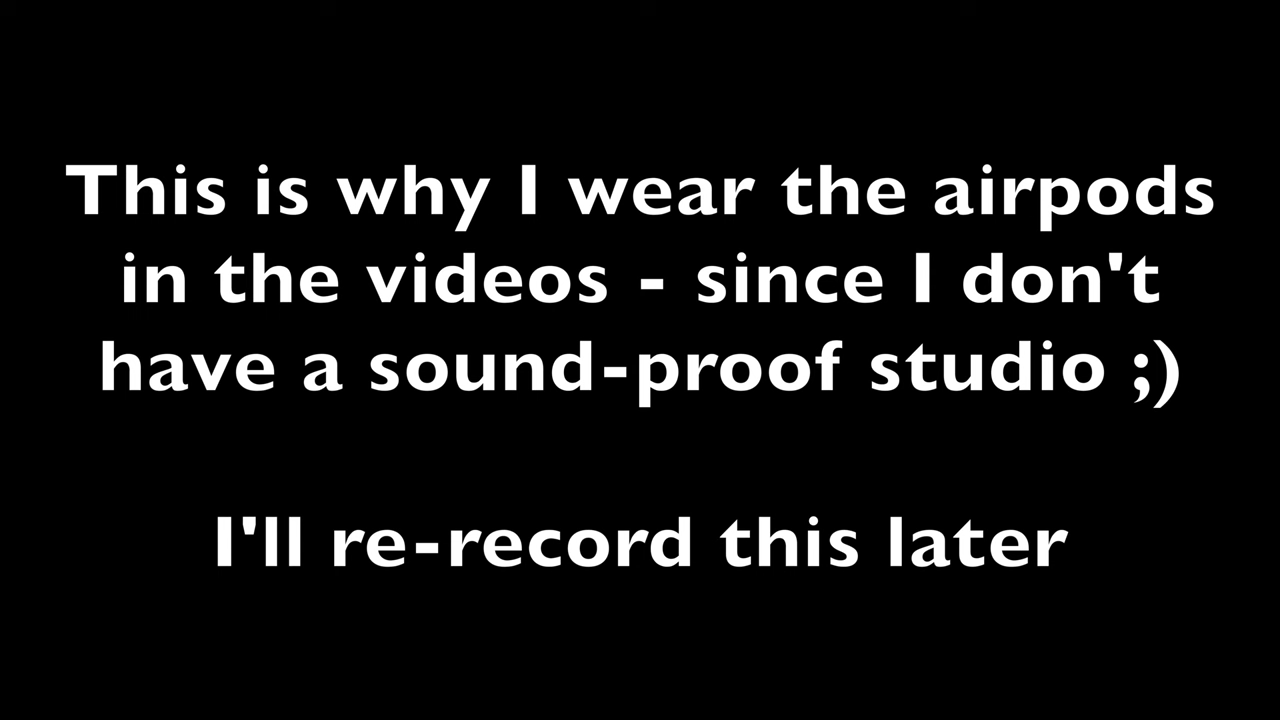 This is why I wear the airpods
in the videos - since I don't
have a sound-proof studio ;)
I'll re-record this later